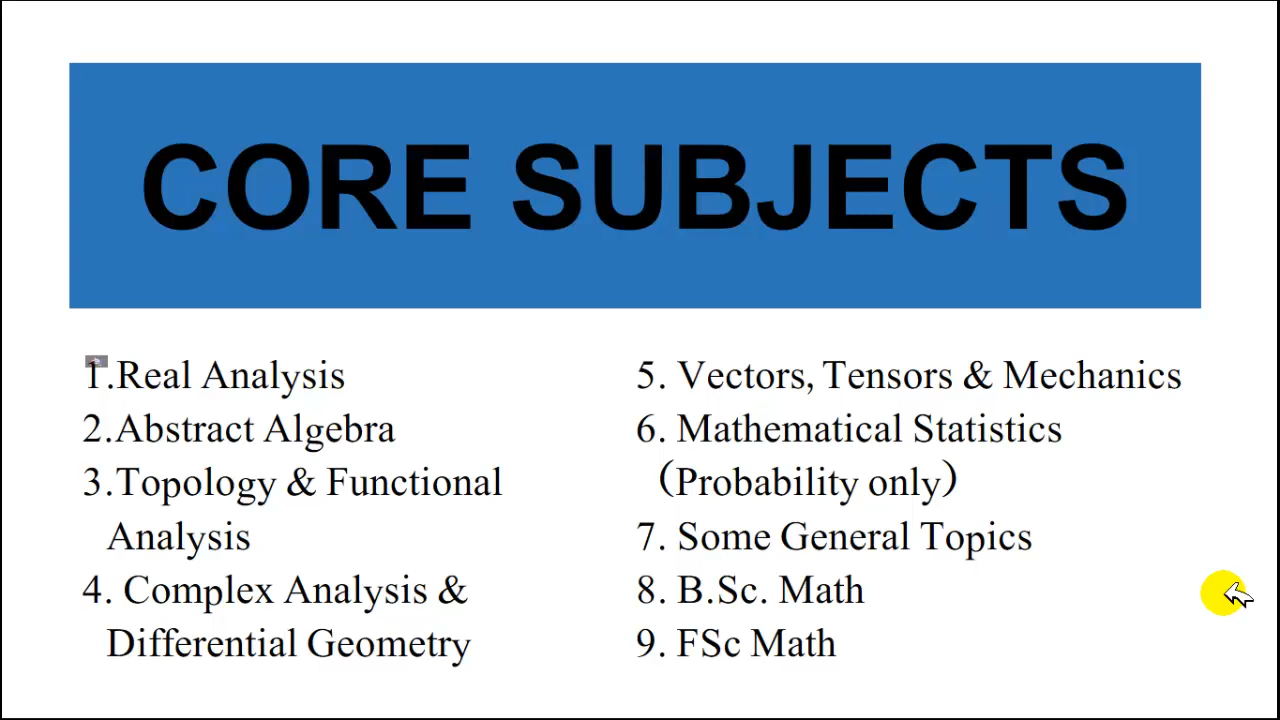 CORE SUBJECTS
1.Real Analysis
2.Abstract Algebra
3.Topology & Functional
Analysis
4. Complex Analysis &
Differential Geometry
5. Vectors, Tensors & Mechanics
6. Mathematical Statistics
(Probability only)
7. Some General Topics
8. B.Sc. Math
9. FSc Math